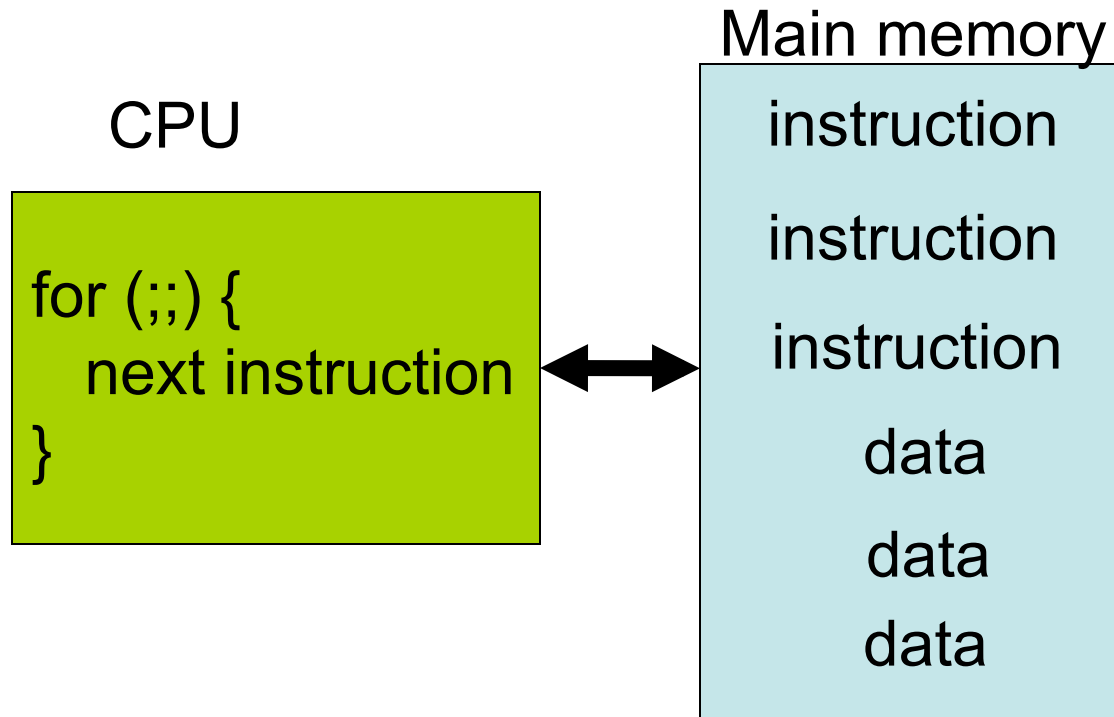 CPU
for (;;) {
next instruction
}
Main memory
instruction
instruction
instruction
data
data
data